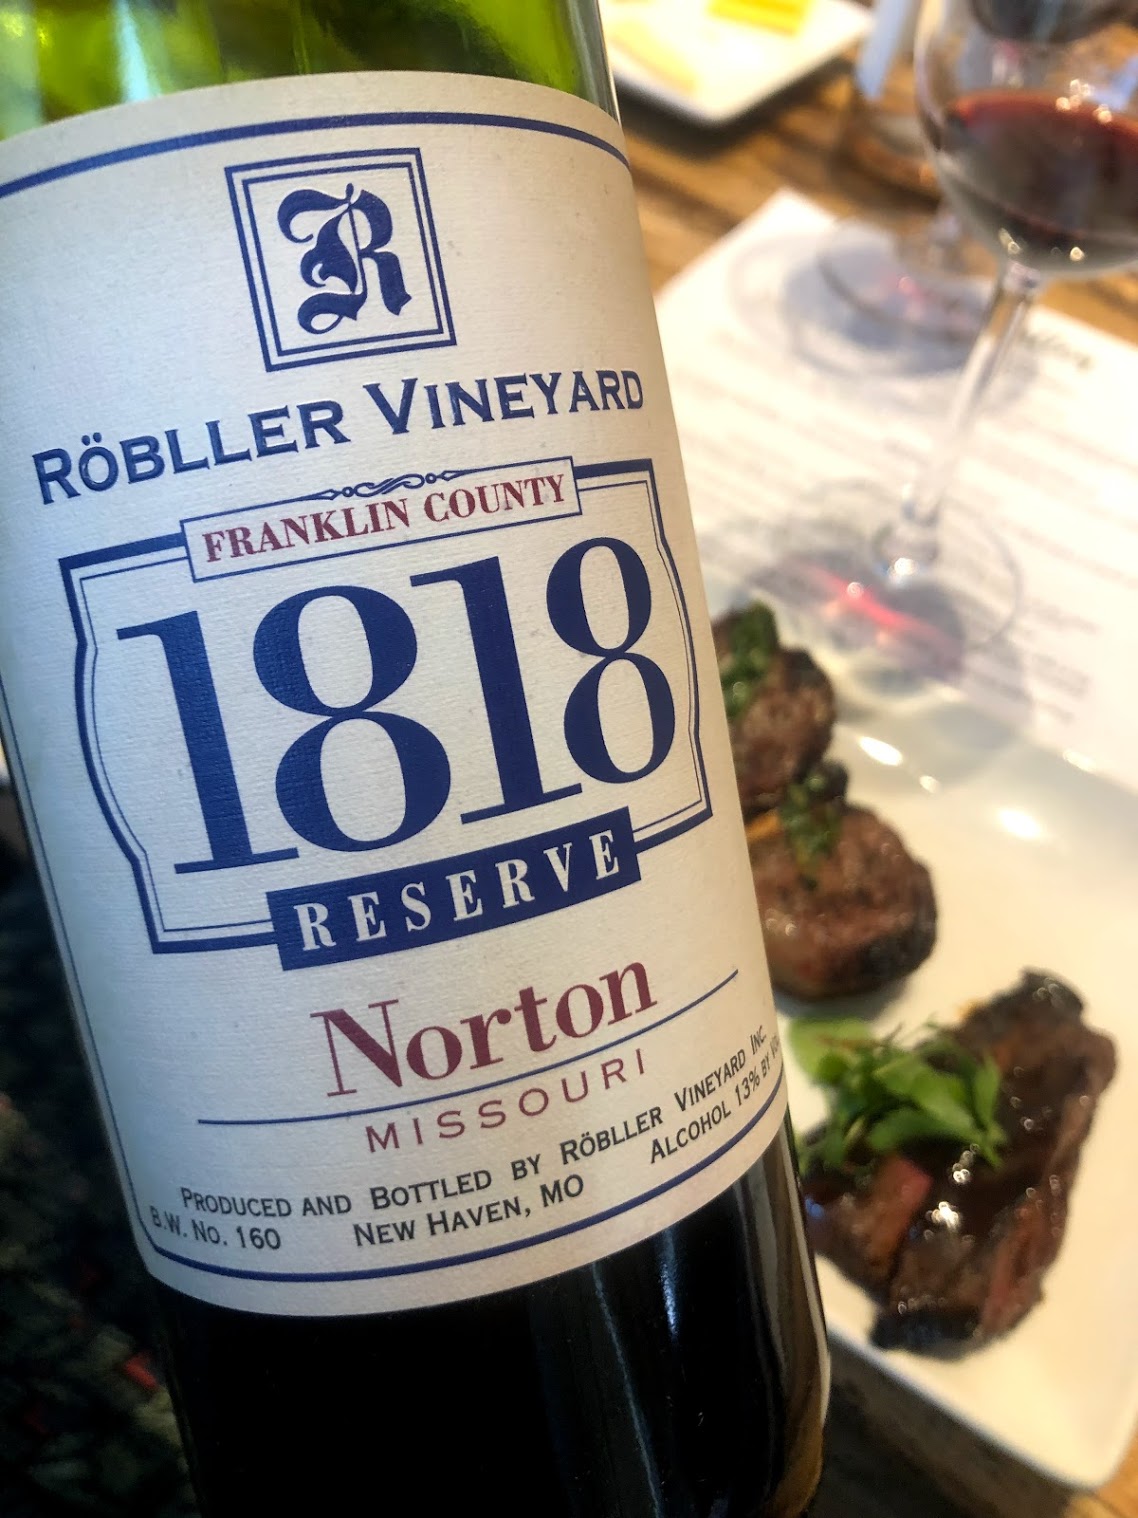 R
RÖBLLER VINEYARD
FRANKLIN COUNTY
1818
RESERVE
Norton
MISSOURI
PRODUCED AND BOTTLED BY RÖBLLER VINEYARD INC.
B.W. NO. 160 NEW HAVEN, MO ALCOHOL 13% BY